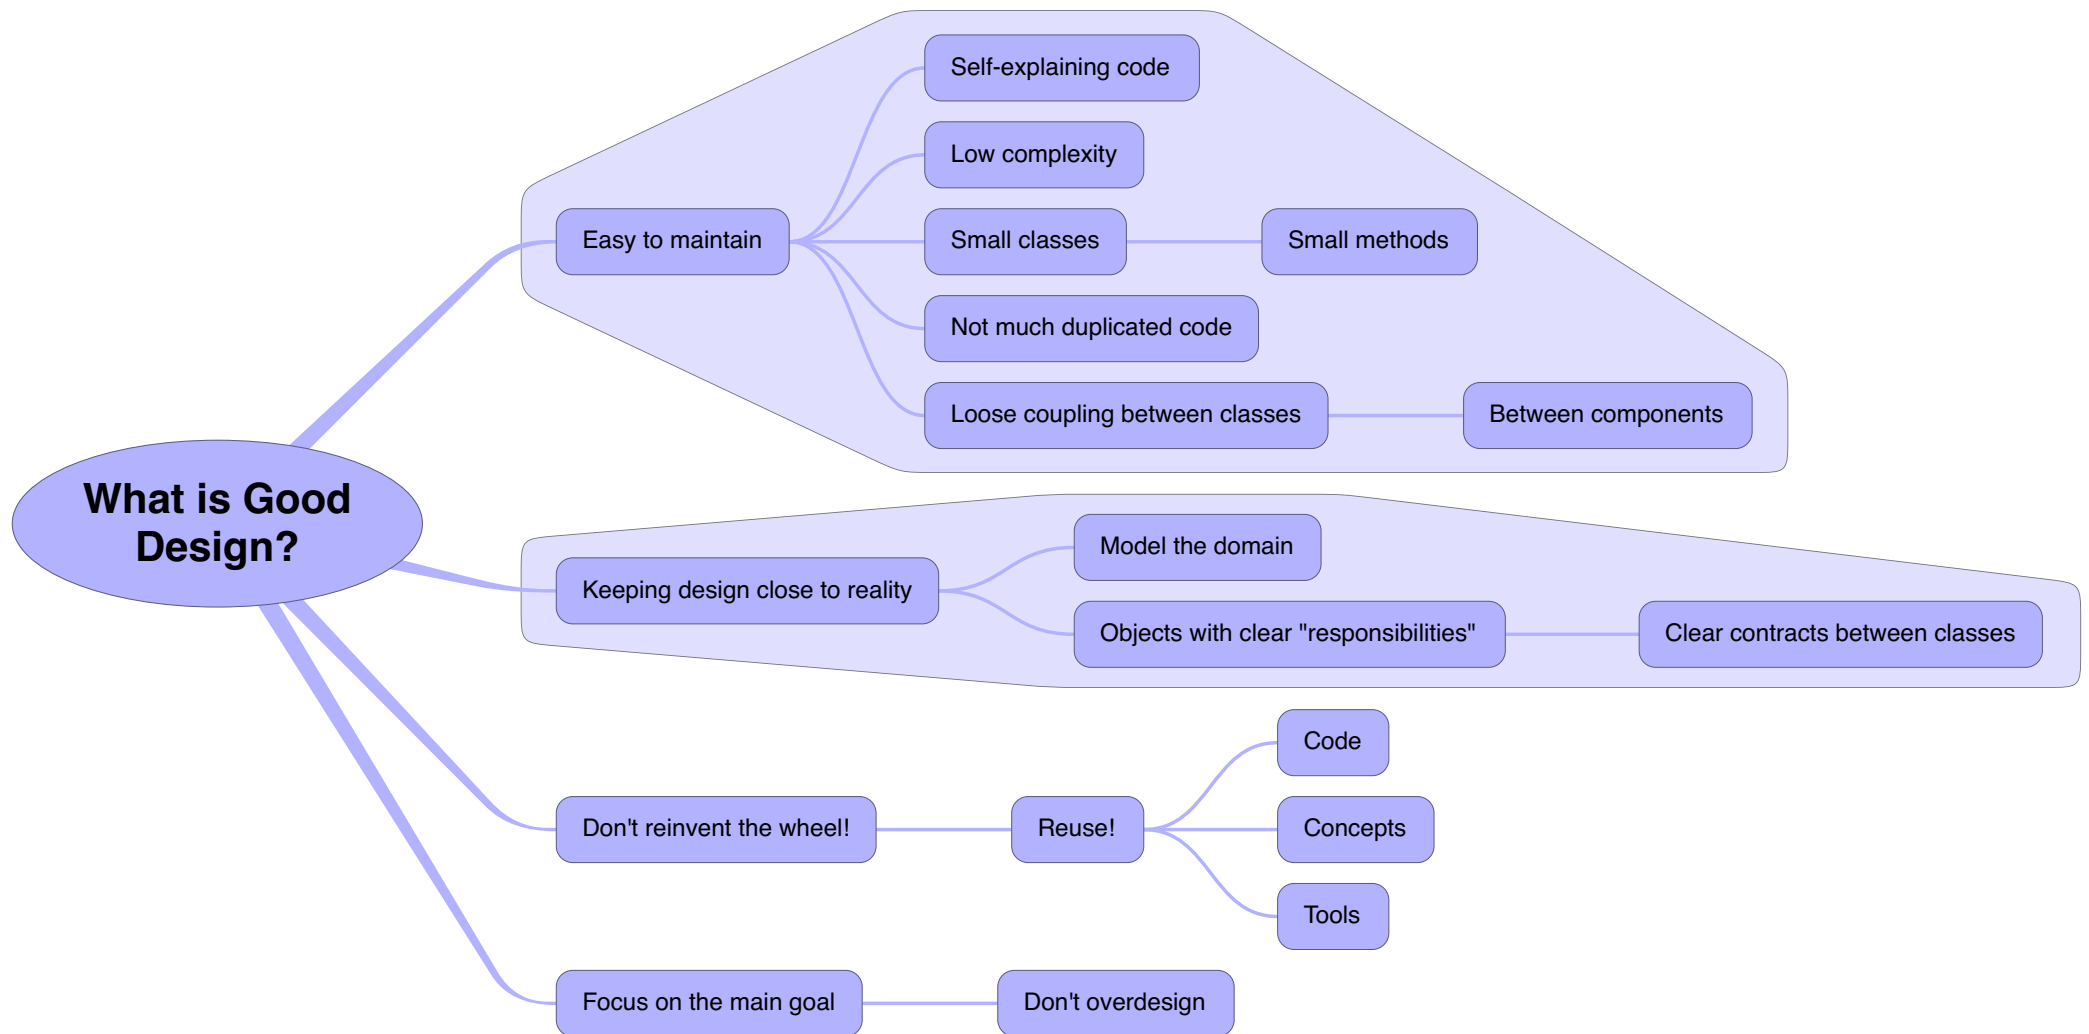 What is Good
Design?
Easy to maintain
Self-explaining code
Low complexity
Small classes
Small methods
Not much duplicated code
Loose coupling between classes
Between components
Keeping design close to reality
Model the domain
Objects with clear "responsibilities"
Clear contracts between classes
Don't reinvent the wheel!
Reuse!
Code
Concepts
Tools
Focus on the main goal
Don't overdesign